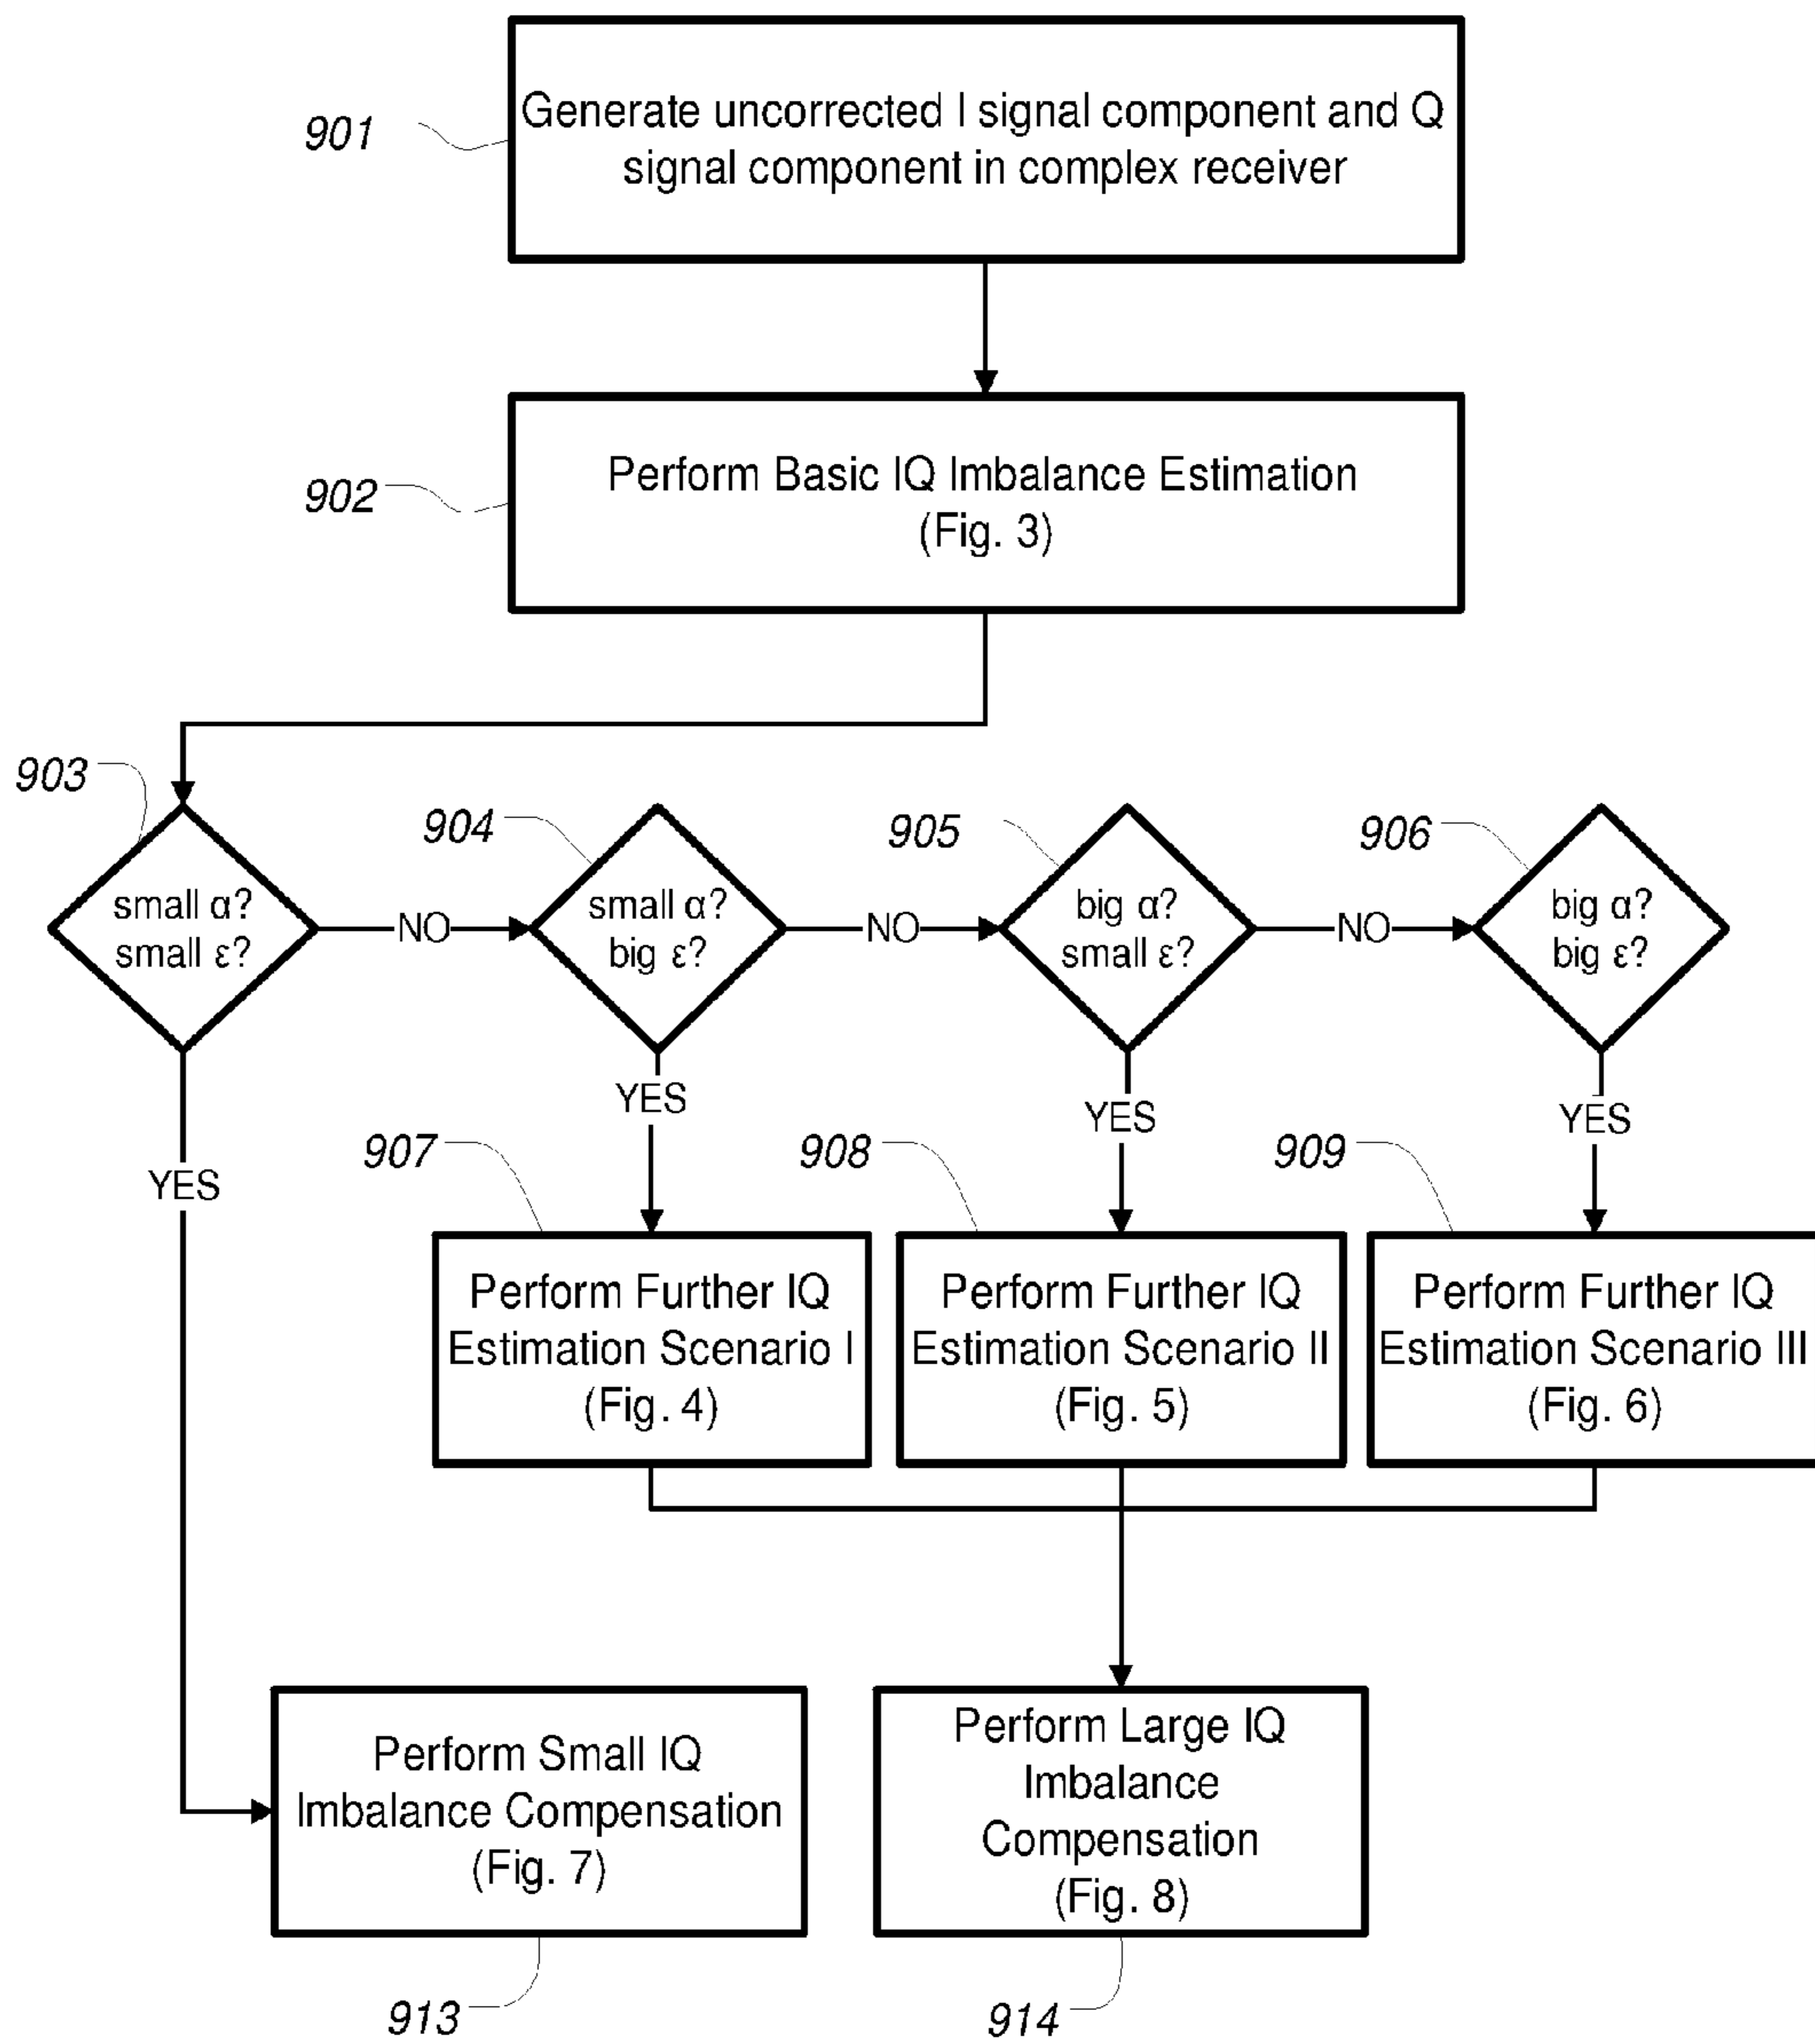 901
Generate uncorrected I signal component and Q
signal component in complex receiver
902
Perform Basic IQ Imbalance Estimation
(Fig. 3)
903
904
905
906
small α?
small ε?
NO
small α?
big ε?
NO
big α?
small ε?
NO
big α?
big ε?
YES
YES
YES
YES
907
908
909
Perform Further IQ
Estimation Scenario I
(Fig. 4)
Perform Further IQ
Estimation Scenario II
(Fig. 5)
Perform Further IQ
Estimation Scenario III
(Fig. 6)
Perform Small IQ
Imbalance Compensation
(Fig. 7)
Perform Large IQ
Imbalance
Compensation
(Fig. 8)
913
914